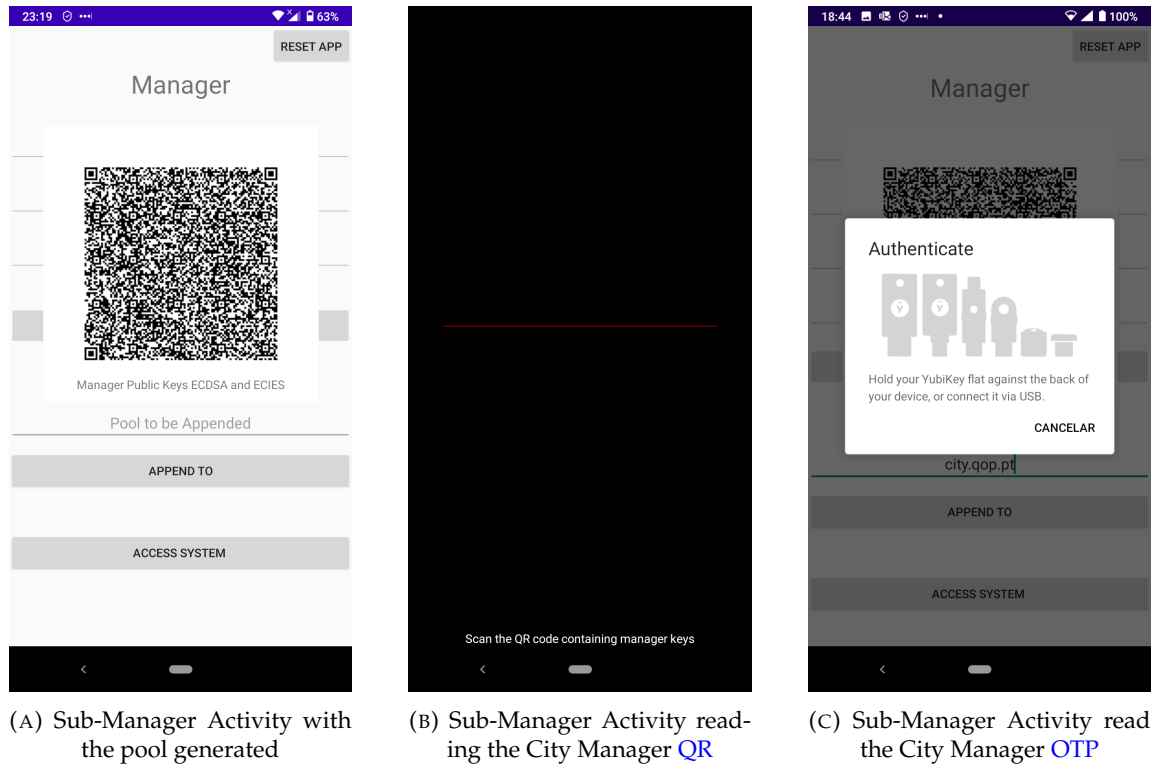 23:19
63%
RESET APP
Manager
Manager Public Keys ECDSA and ECIES
Pool to be Appended
APPEND TO
ACCESS SYSTEM
(A) Sub-Manager Activity with
the pool generated
Scan the QR code containing manager keys
(B) Sub-Manager Activity read-
ing the City Manager QR
18:44
100%
RESET APP
Manager
Authenticate
Hold your YubiKey flat against the back of
your device, or connect it via USB.
CANCELAR
city.qop.pt
APPEND TO
ACCESS SYSTEM
(C) Sub-Manager Activity read
the City Manager OTP